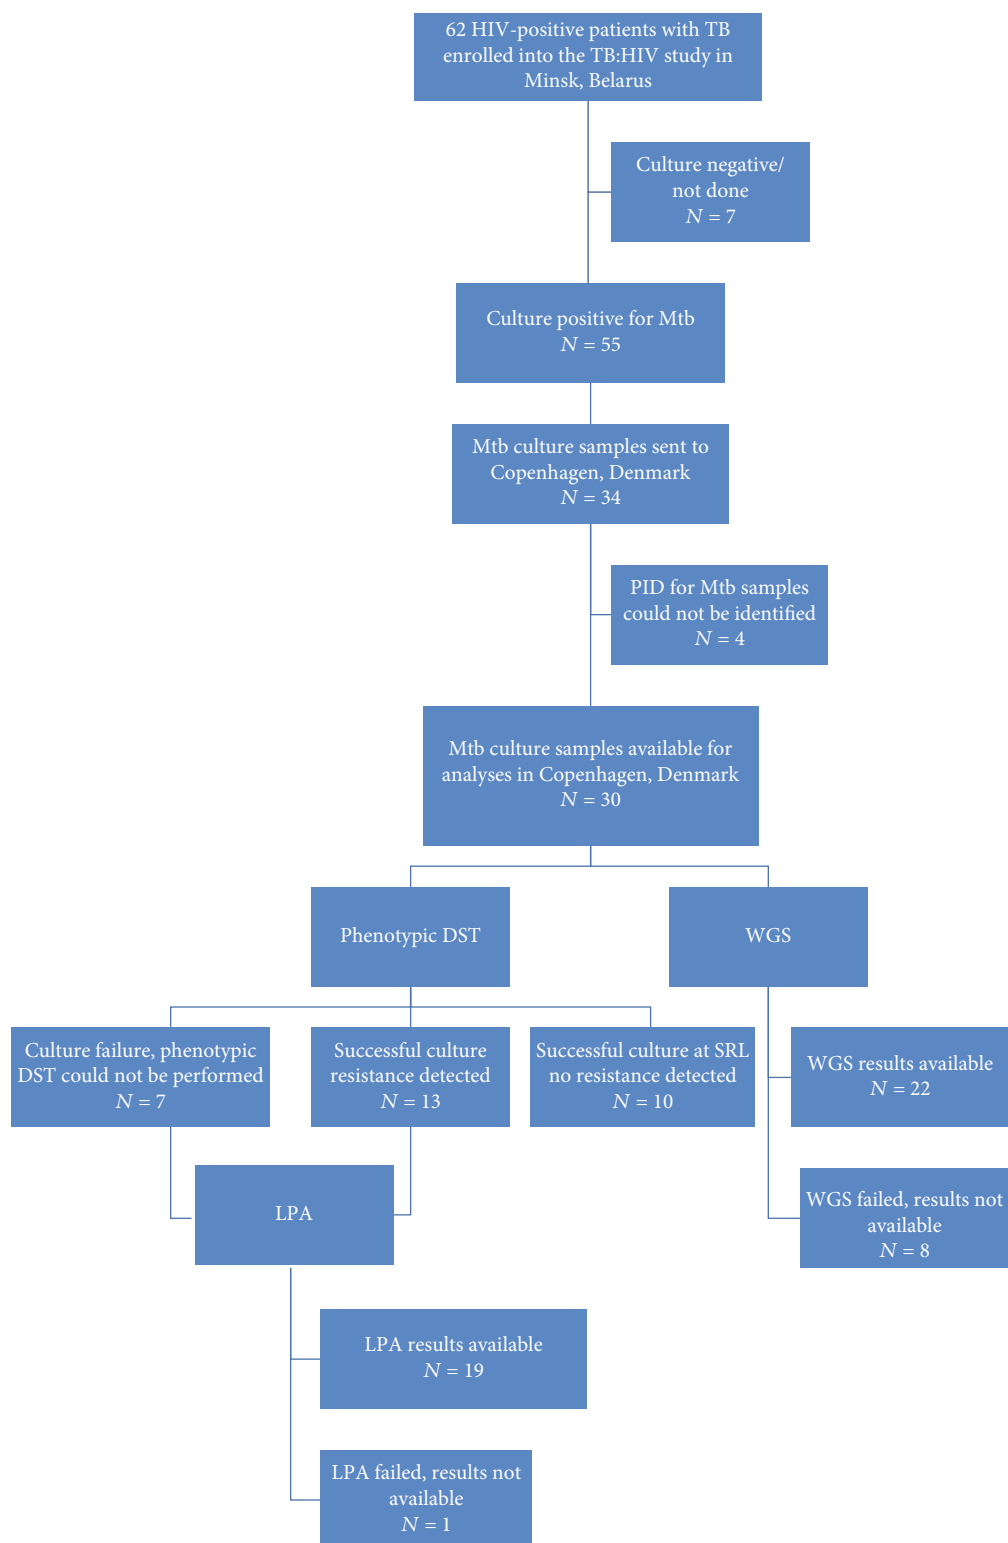 62 HIV-positive patients with TB
enrolled into the TB:HIV study in
Minsk, Belarus
Culture negative/
not done
N = 7
Culture positive for Mtb
N = 55
Mtb culture samples sent to
Copenhagen, Denmark
N = 34
PID for Mtb samples
could not be identified
N = 4
Mtb culture samples available for
analyses in Copenhagen, Denmark
N = 30
Phenotypic DST
WGS
Culture failure, phenotypic
DST could not be performed
N = 7
Successful culture
resistance detected
N = 13
Successful culture at SRL
no resistance detected
N = 10
WGS results available
N = 22
LPA
WGS failed, results not
available
N = 8
LPA results available
N = 19
LPA failed, results not
available
N = 1